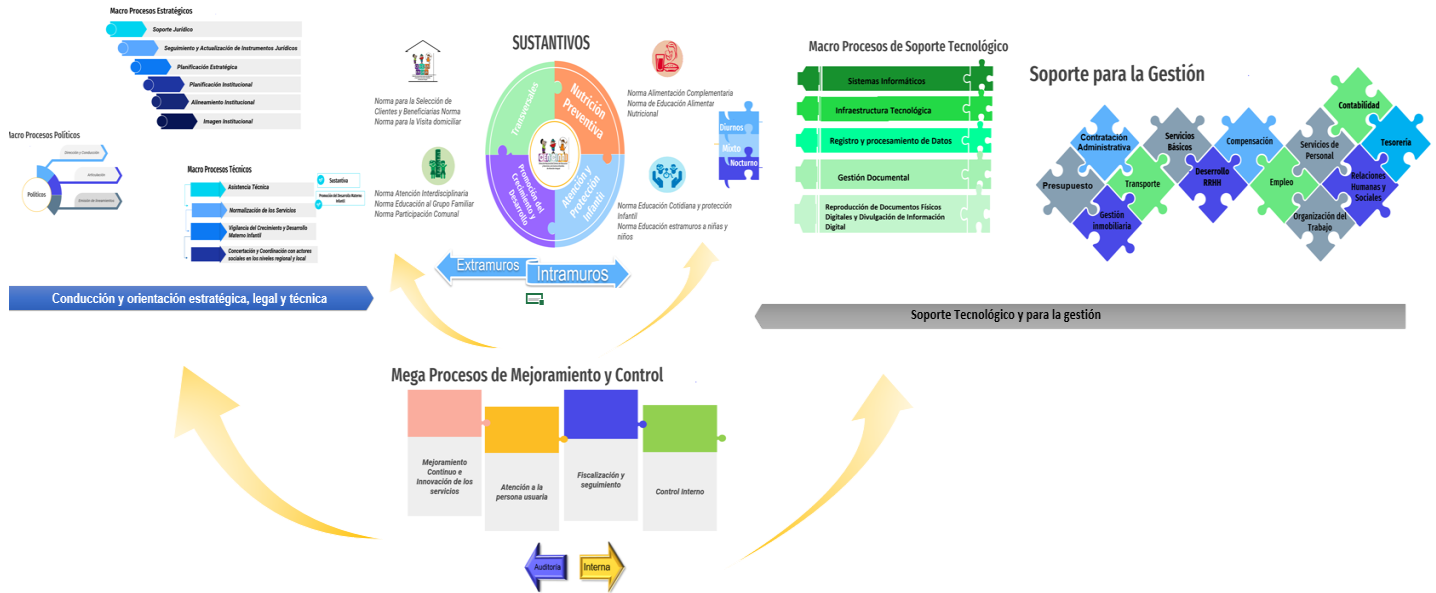 Macro Procesos Estratégicos
Soporte Jurídico
Seguimiento y Actualización de Instrumentos Jurídicos
Planificación Estratégica
Planificación Institucional
Alineamiento Institucional
Imagen Institucional
Macro Procesos Políticos
Políticos
Dirección y Conducción
Articulación
Macro Procesos Técnicos
Asistencia Técnica
Normalización de los Servicios
Vigilancia del Crecimiento y Desarrollo
Materno Infantil
Concertación y Coordinación con actores
sociales en los niveles regional y local
Sustantiva
Promoción del Desarrollo Materno
Infantil
Conducción y orientación estratégica, legal y técnica
SUSTANTIVOS
Norma para la Selección de
Clientes y Beneficiarias Norma
Norma para la Visita domiciliar
Norma Alimentación Complementaria
Norma de Educación Alimentar
Nutricional
Transversales
Nutrición
Preventiva
Promoción del
Crecimiento y
Desarrollo
Atención y
Protección
Infantil
Diurnos
Mixto
Nocturno
Norma Atención Interdisciplinaria
Norma Educación al Grupo Familiar
Norma Participación Comunal
Norma Educación Cotidiana y protección
Infantil
Norma Educación estramuros a niñas y
niños
Extramuros
Intramuros
Macro Procesos de Soporte Tecnológico
Sistemas Informáticos
Infraestructura Tecnológica
Registro y procesamiento de Datos
Gestión Documental
Reproducción de Documentos Físicos
Digitales y Divulgación de Información
Digital
Soporte para la Gestión
Contabilidad
Contratación
Administrativa
Servicios
Básicos
Compensación
Servicios de
Personal
Tesorería
Presupuesto
Transporte
Desarrollo
RRHH
Empleo
Relaciones
Humanas y
Sociales
Gestión
inmobiliaria
Organización del
Trabajo
Soporte Tecnológico y para la gestión
Mega Procesos de Mejoramiento y Control
Mejoramiento
Continuo e
Innovación de los
servicios
Atención a la
persona usuaria
Fiscalización y
seguimiento
Control Interno
Auditoría
Interna